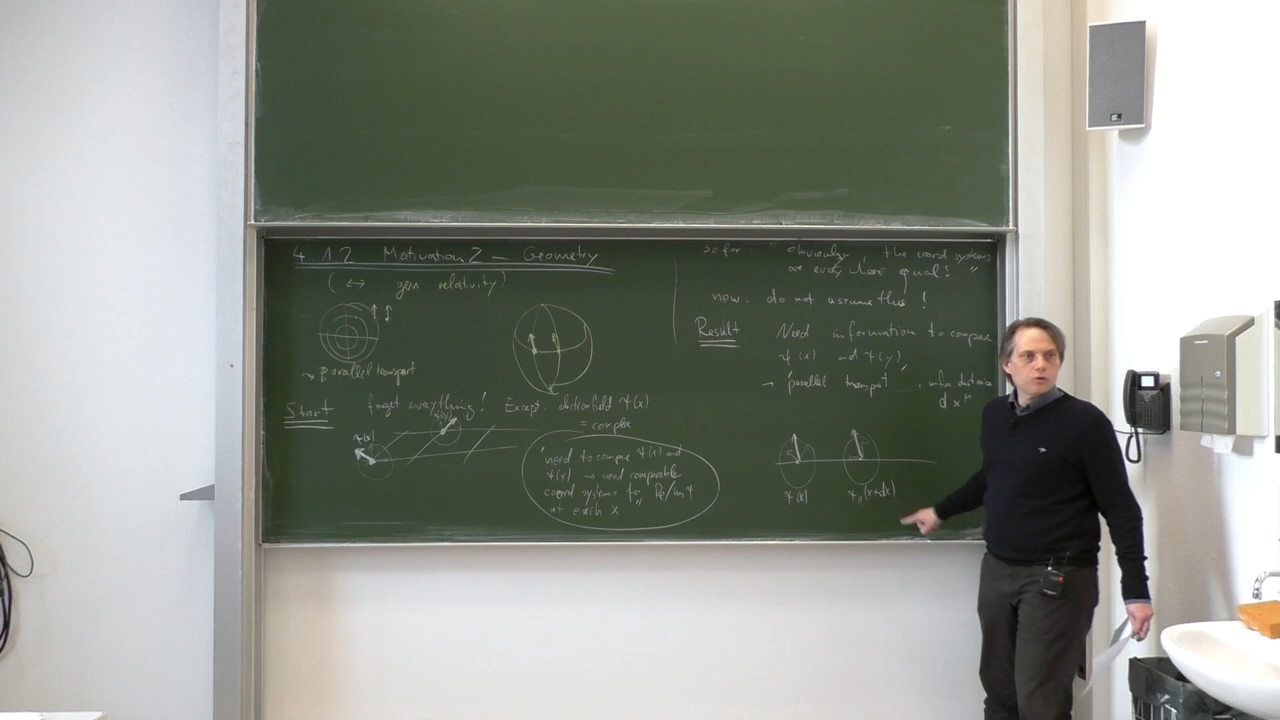 4.1.2 Motivation 2 – Geometry
(↔ gen relativity)
⤳ parallel transport
Start forget everything! Except: electron field ψ(x)
= complex
ψ(x)
"need to compare ψ(x) and
ψ(y) → need comparable
coord systems for Re/Im ψ
at each x
so far: "obviously, the coord systems
are everywhere equal!"
now: do not assume this!
Result Need information to compare
ψ(x) and ψ(y)
→ "parallel transport", infin. distance
dx^μ
ψ(x) ψ_{||}(x+dx)